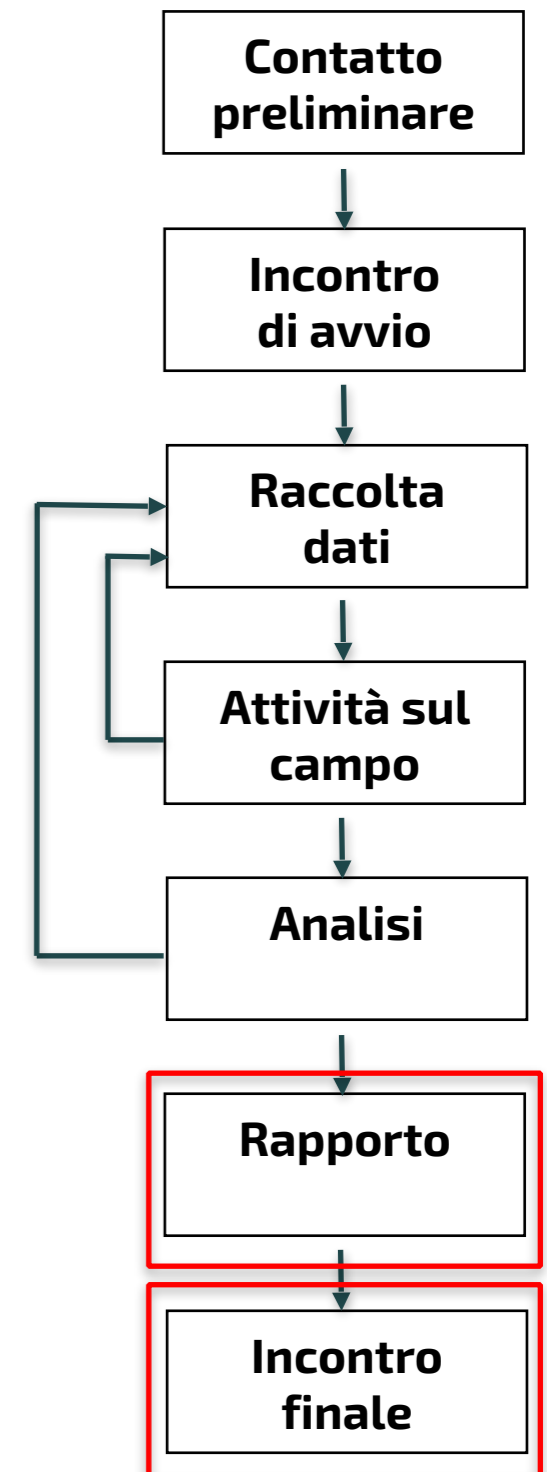 Contatto
preliminare
Incontro
di avvio
Raccolta
dati
Attività sul
campo
Analisi
Rapporto
Incontro
finale